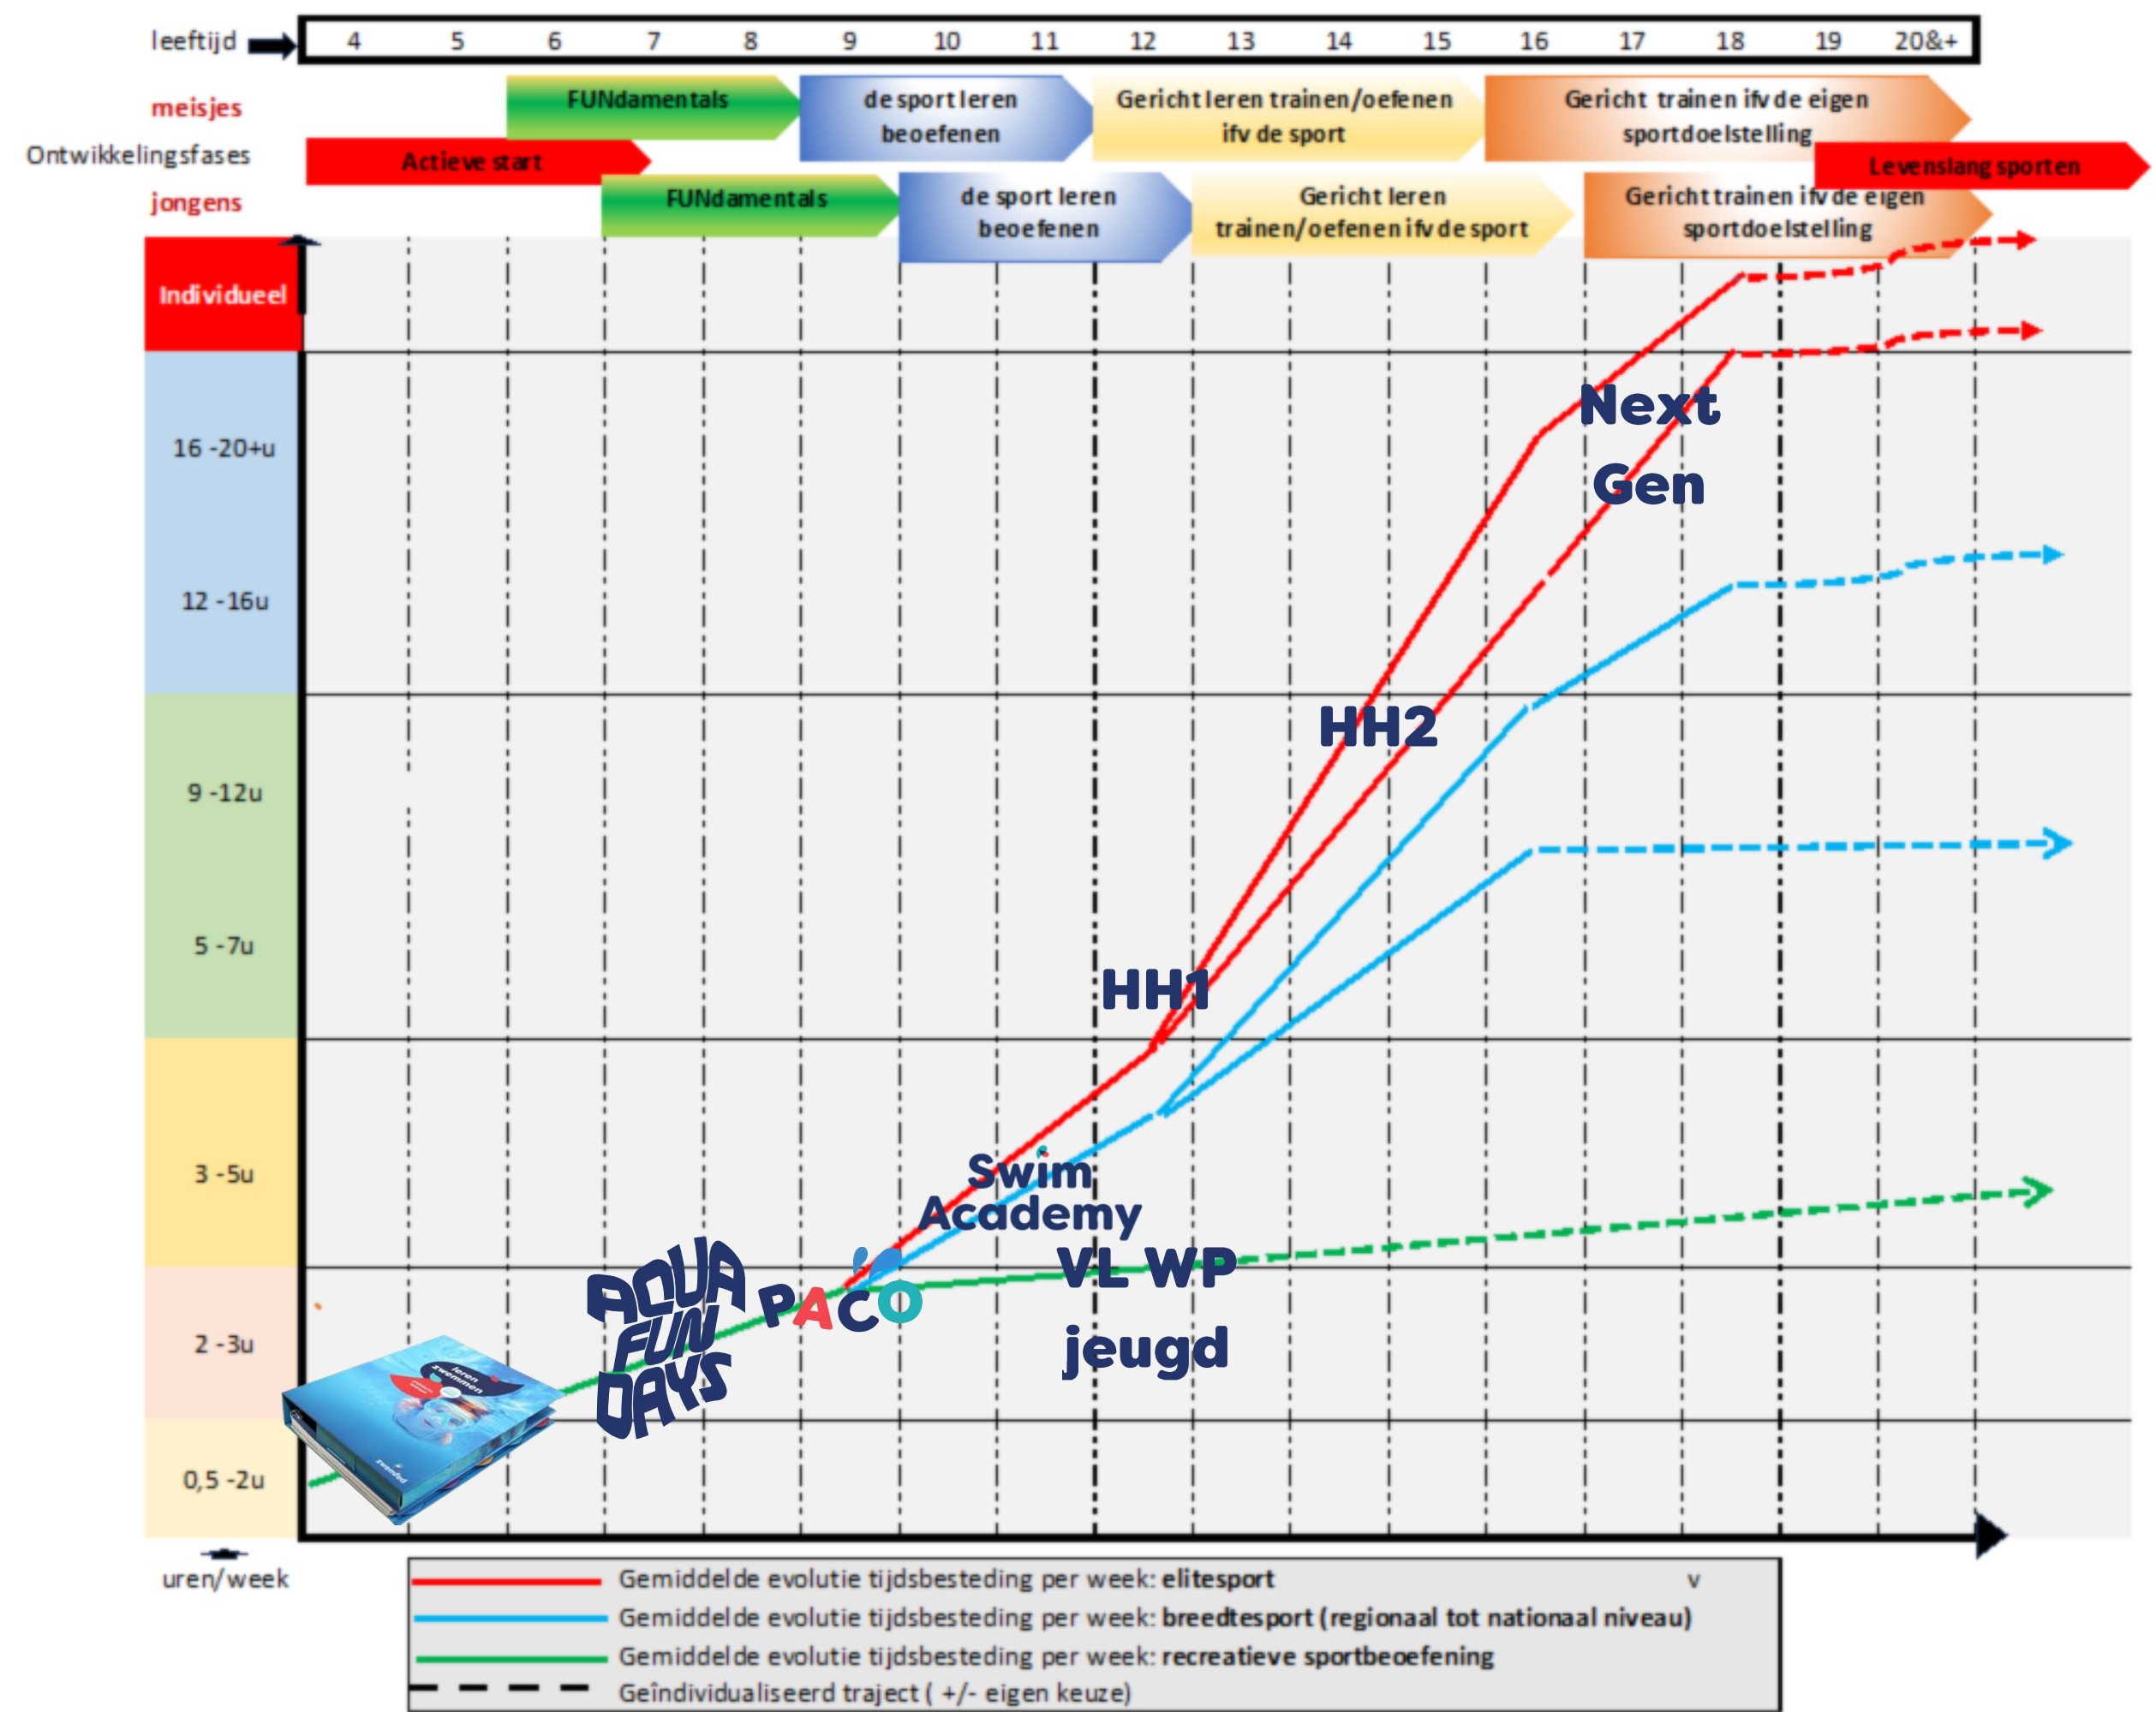 leeftijd 4 5 6 7 8 9 10 11 12 13 14 15 16 17 18 19 20&+
meisjes
FUNdamentals
de sport leren
beoefenen
Gericht leren trainen/oefenen
ifv de sport
Gericht trainen ifv de eigen
sportdoelstelling
Ontwikkelingsfases
Actieve start
Levenslang sporten
jongens
FUNdamentals
de sport leren
beoefenen
Gericht leren
trainen/oefenen ifv de sport
Gericht trainen ifv de eigen
sportdoelstelling
Individueel
16 -20+u
12 -16u
9 -12u
5 -7u
3 -5u
2 -3u
0,5 -2u
uren/week
Next
Gen
HH2
HH1
Swim
Academy
VL WP
jeugd
PACO
AQUA
FUN
DAYS
leren
zwemmen
zwemfed
Gemiddelde evolutie tijdsbesteding per week: elitesport v
Gemiddelde evolutie tijdsbesteding per week: breedtesport (regionaal tot nationaal niveau)
Gemiddelde evolutie tijdsbesteding per week: recreatieve sportbeoefening
Geïndividualiseerd traject ( +/- eigen keuze)